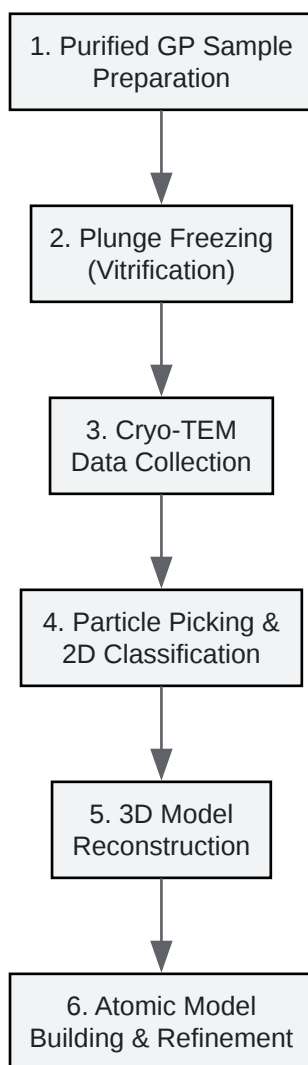 1. Purified GP Sample
Preparation
2. Plunge Freezing
(Vitrification)
3. Cryo-TEM
Data Collection
4. Particle Picking &
2D Classification
5. 3D Model
Reconstruction
6. Atomic Model
Building & Refinement